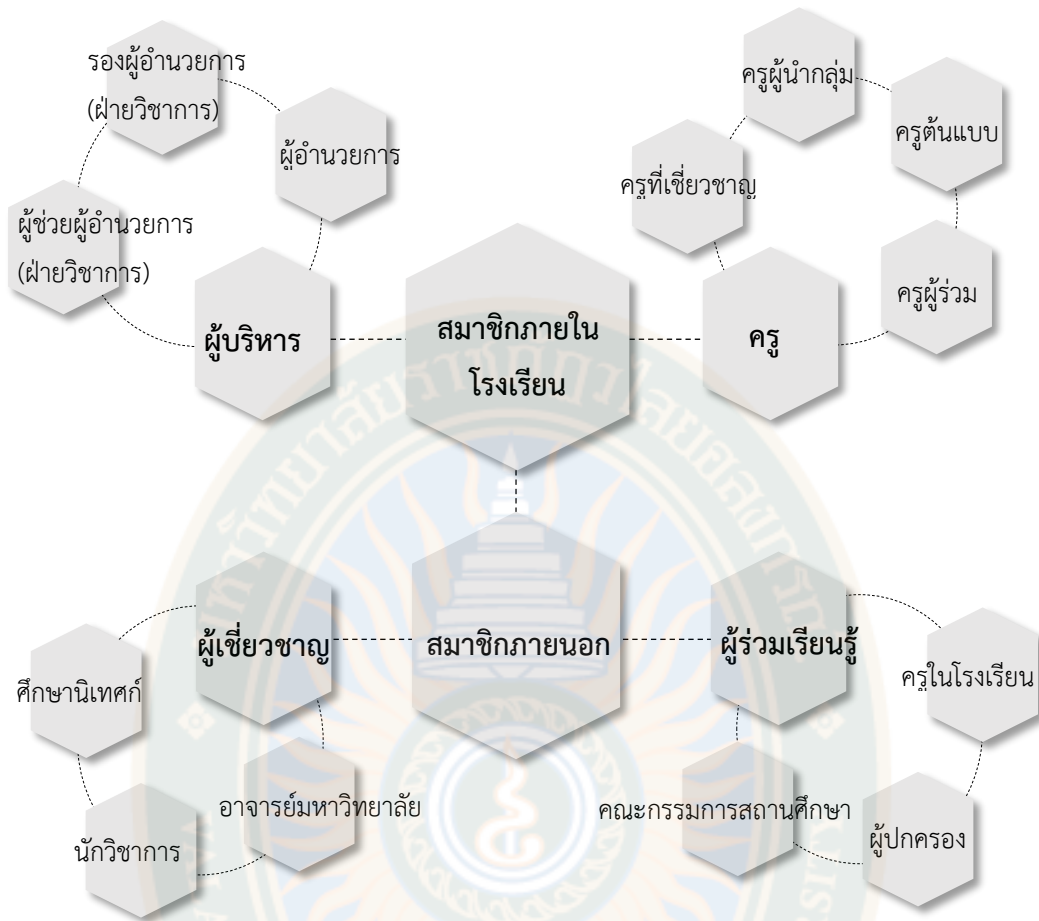 รองผู้อำนวยการ
(ฝ่ายวิชาการ)
ผู้อำนวยการ
ผู้ช่วยผู้อำนวยการ
(ฝ่ายวิชาการ)
ผู้บริหาร
สมาชิกภายใน
โรงเรียน
ครูผู้นำกลุ่ม
ครูต้นแบบ
ครูที่เชี่ยวชาญ
ครูผู้ร่วม
ครู
ผู้เชี่ยวชาญ
สมาชิกภายนอก
ผู้ร่วมเรียนรู้
ศึกษานิเทศก์
นักวิชาการ
อาจารย์มหาวิทยาลัย
ครูในโรงเรียน
คณะกรรมการสถานศึกษา
ผู้ปกครอง